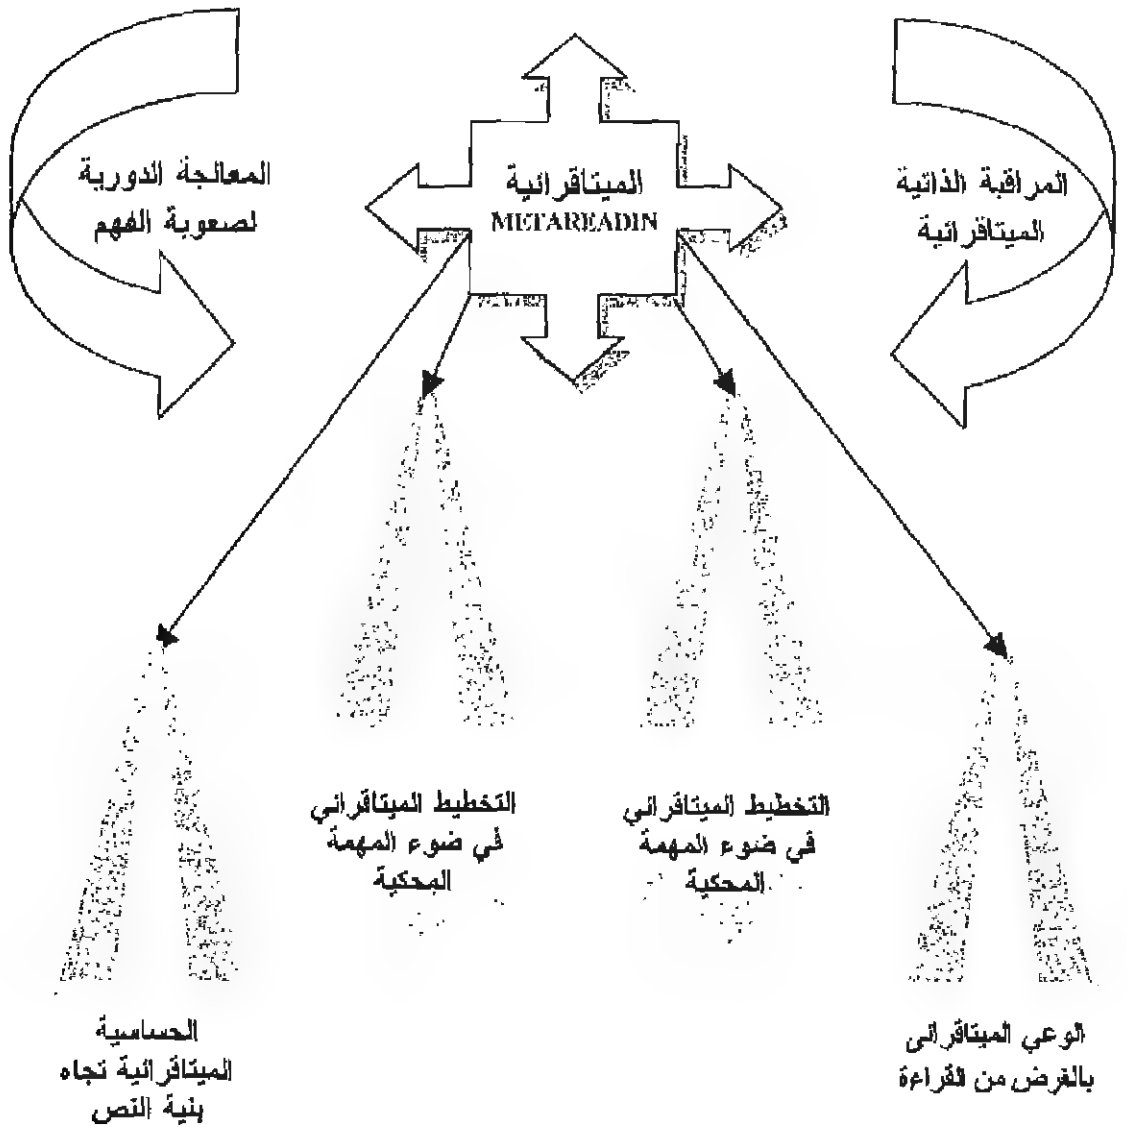 الميتاقرائية
METAREADIN
المراقبة الذاتية
الميتاقرائية
المعالجة الدورية
لصعوبة الفهم
التخطيط الميتاقرائي
في ضوء المهمة
المحكية
التخطيط الميتاقرائي
في ضوء المهمة
المحكية
الوعي الميتاقرائى
بالغرض من القراءة
الحساسية
الميتاقرائية تجاه
بنية النص